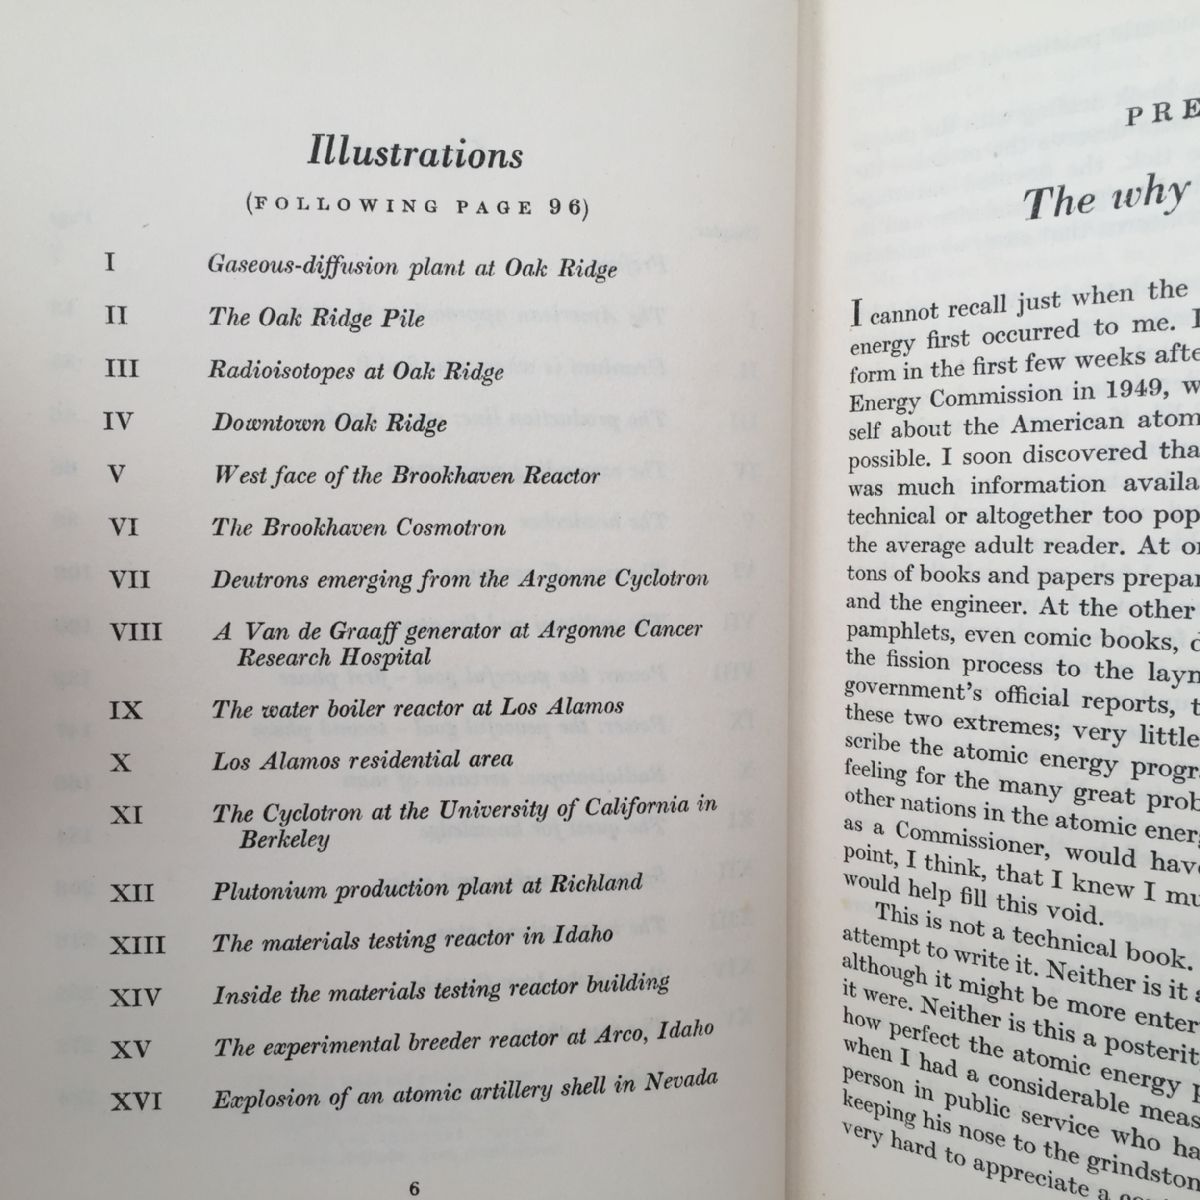 Illustrations
(FOLLOWING PAGE 96)
I Gaseous-diffusion plant at Oak Ridge
II The Oak Ridge Pile
III Radioisotopes at Oak Ridge
IV Downtown Oak Ridge
V West face of the Brookhaven Reactor
VI The Brookhaven Cosmotron
VII Deutrons emerging from the Argonne Cyclotron
VIII A Van de Graaff generator at Argonne Cancer
Research Hospital
IX The water boiler reactor at Los Alamos
X Los Alamos residential area
XI The Cyclotron at the University of California in
Berkeley
XII Plutonium production plant at Richland
XIII The materials testing reactor in Idaho
XIV Inside the materials testing reactor building
XV The experimental breeder reactor at Arco, Idaho
XVI Explosion of an atomic artillery shell in Nevada
6
PRE
The why
I cannot recall just when the
energy first occurred to me. I
form in the first few weeks afte
Energy Commission in 1949, w
self about the American atom
possible. I soon discovered tha
was much information availa
technical or altogether too pop
the average adult reader. At o
tons of books and papers prepar
and the engineer. At the other
pamphlets, even comic books, d
the fission process to the layn
government's official reports, t
these two extremes; very little
scribe the atomic energy progr
feeling for the many great prob
other nations in the atomic ener
as a Commissioner, would have
point, I think, that I knew I mu
would help fill this void.
This is not a technical book.
attempt to write it. Neither is it a
although it might be more enter
it were. Neither is this a posterit
how perfect the atomic energy p
when I had a considerable meas
person in public service who ha
keeping his nose to the grindston
very hard to appreciate a